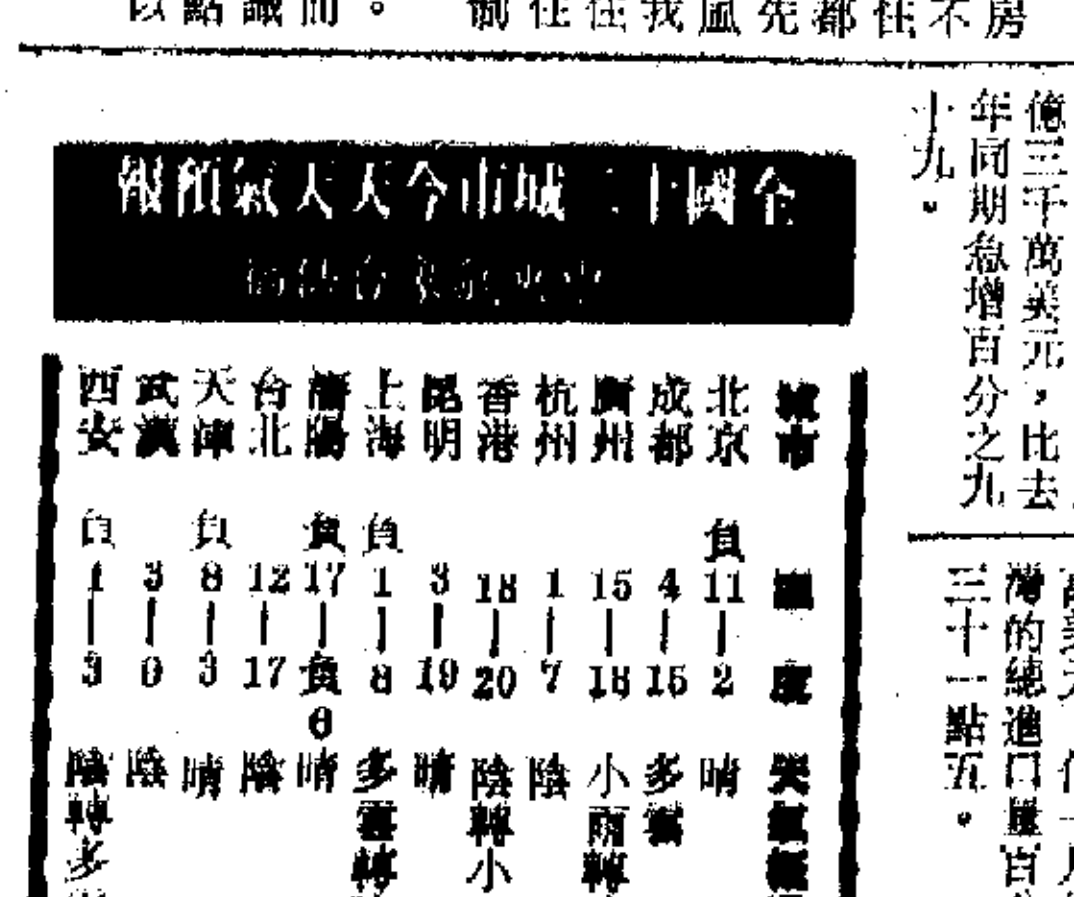 億三千萬美元，比去
年同期急增百分之九
十九。
灣的總進口量百
三十一點五。
全國十二城市今天天氣預報
城市 溫度 天氣概
北京 負11—2 晴
成都 4—15 多雲
廣州 15—18 小雨轉
杭州 1—7 陰
香港 18—20 陰轉小
昆明 3—19 晴
上海 負1—8 多雲轉
瀋陽 負17—負6 晴
台北 12—17 陰
天津 負8—3 晴
武漢 3—9 陰
西安 負1—3 陰轉多